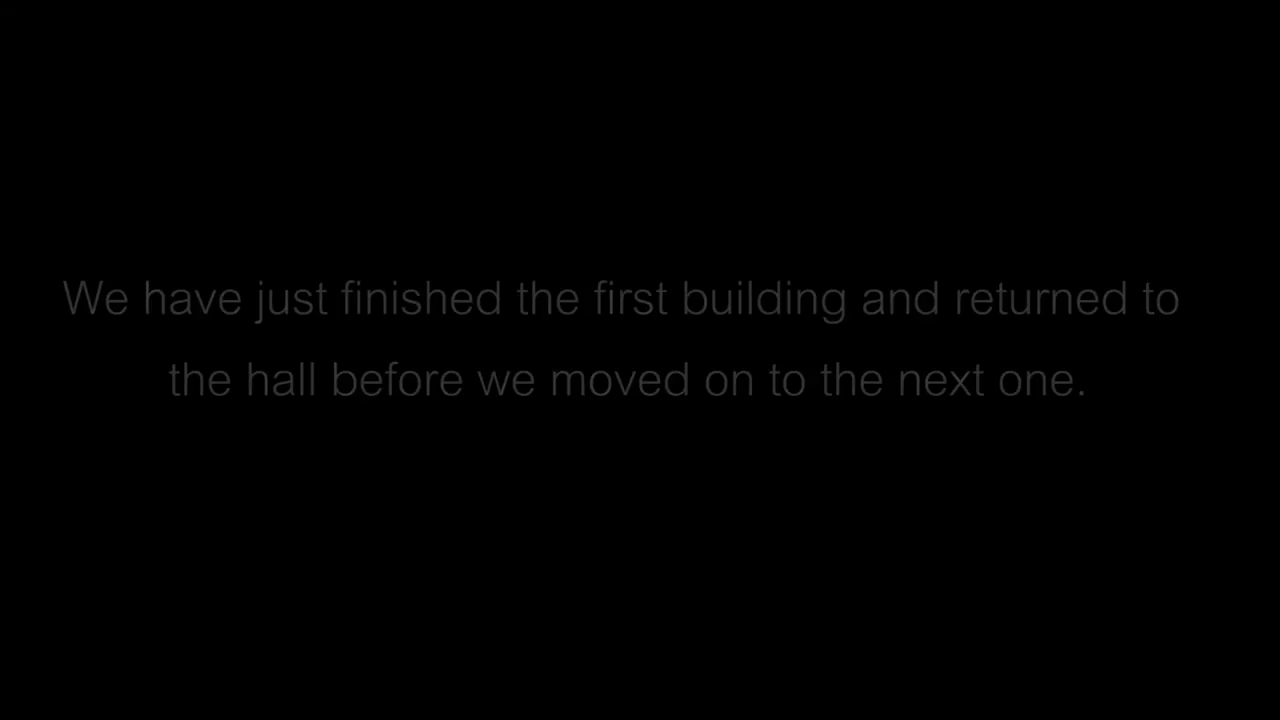 We have just finished the first building and returned to
the hall before we moved on to the next one.